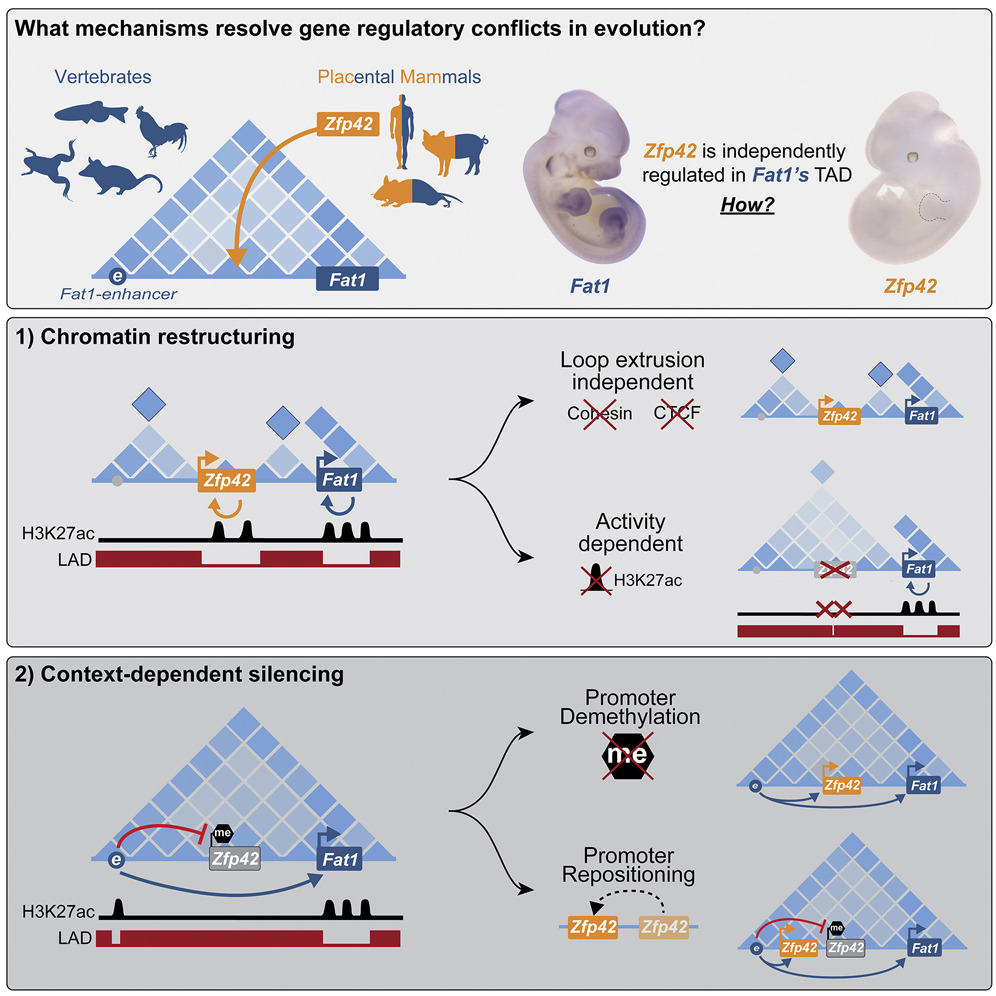 What mechanisms resolve gene regulatory conflicts in evolution?
Vertebrates
Placental Mammals
Zfp42
e
Fat1
Fat1-enhancer
Zfp42 is independently
regulated in Fat1's TAD
How?
Fat1
Zfp42
1) Chromatin restructuring
Zfp42
Fat1
H3K27ac
LAD
Loop extrusion
independent
Cohesin
CTCF
Zfp42
Fat1
Activity
dependent
H3K27ac
Zfp42
Fat1
2) Context-dependent silencing
e
me
Zfp42
Fat1
H3K27ac
LAD
Promoter
Demethylation
me
e
Zfp42
Fat1
Promoter
Repositioning
Zfp42
Zfp42
e
Zfp42
me
Zfp42
Fat1